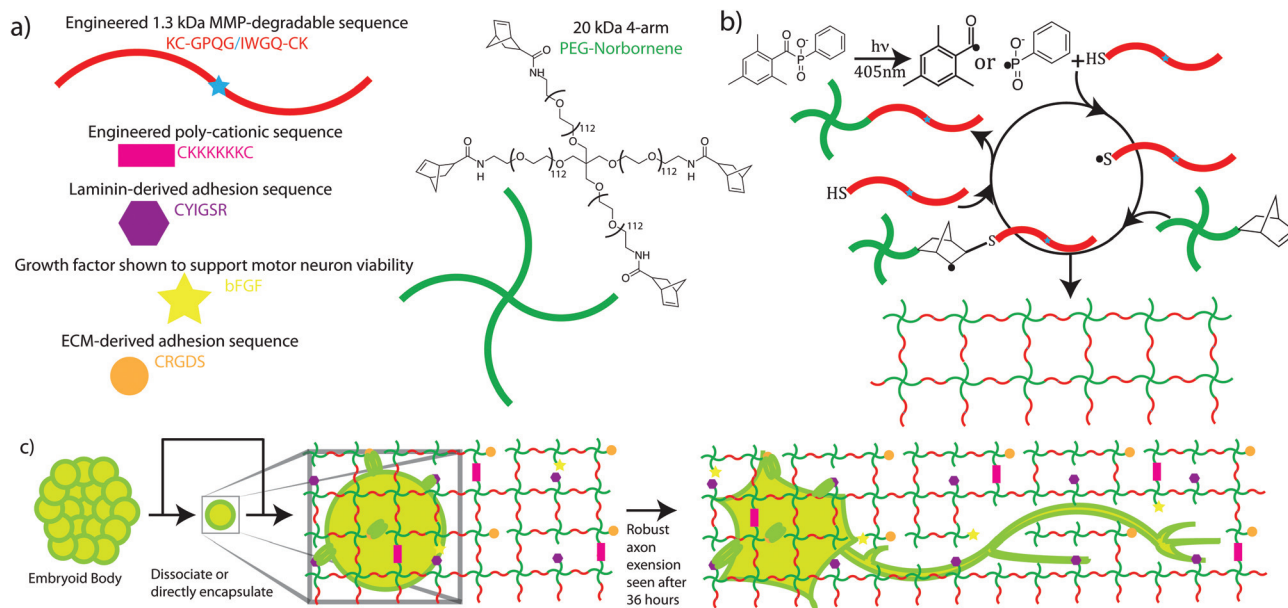 a)
Engineered 1.3 kDa MMP-degradable sequence
KC-GPQG/IWGQ-CK
Engineered poly-cationic sequence
CKKKKKKC
Laminin-derived adhesion sequence
CYIGSR
Growth factor shown to support motor neuron viability
bFGF
ECM-derived adhesion sequence
CRGDS
20 kDa 4-arm
PEG-Norbornene
O
NH
O
112
O
O
N
H
O
O
112
O
O
O
O
112
N
H
O
O
O
112
NH
O
b)
O
O
O-
P
O
hν
405nm
O
or
O-
P
O
+
HS
S
HS
S
c)
Embryoid Body
Dissociate or
directly encapsulate
Robust
axon
exension
seen after
36 hours